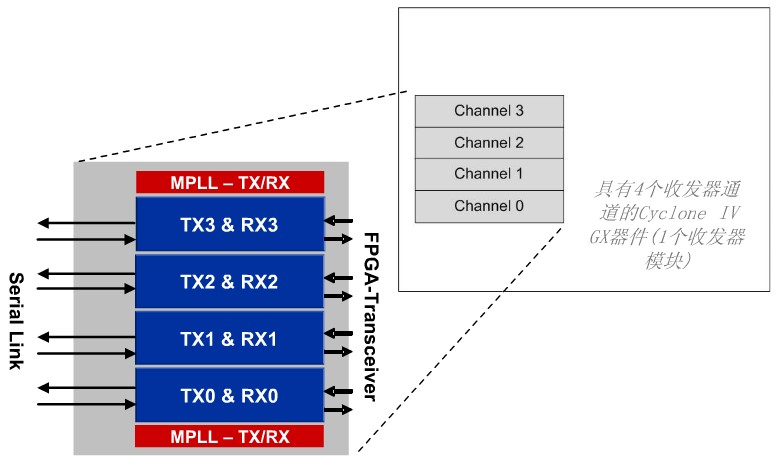 Channel 3
Channel 2
Channel 1
Channel 0
具有4个收发器通
道的Cyclone IV
GX器件(1个收发器
模块)
MPLL – TX/RX
TX3 & RX3
TX2 & RX2
TX1 & RX1
TX0 & RX0
MPLL – TX/RX
Serial Link
FPGA-Transceiver